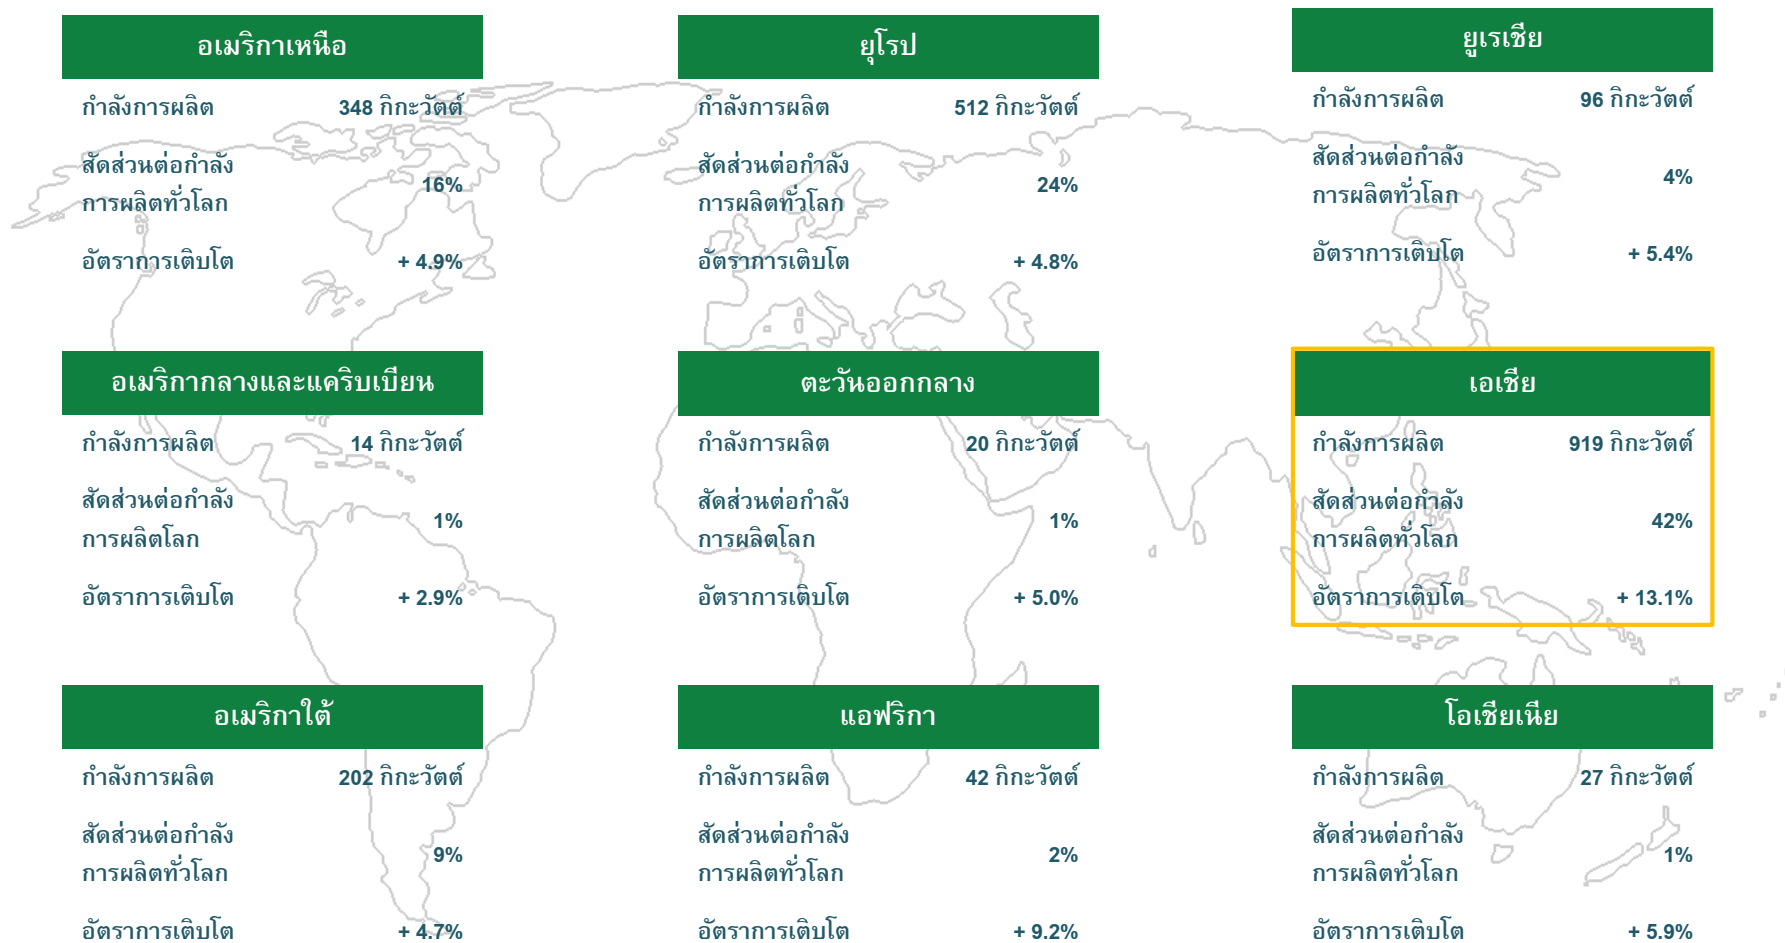 อเมริกาเหนือ
กำลังการผลิต 348 กิกะวัตต์
สัดส่วนต่อกำลัง
การผลิตทั่วโลก 16%
อัตราการเติบโต + 4.9%
ยุโรป
กำลังการผลิต 512 กิกะวัตต์
สัดส่วนต่อกำลัง
การผลิตทั่วโลก 24%
อัตราการเติบโต + 4.8%
ยูเรเชีย
กำลังการผลิต 96 กิกะวัตต์
สัดส่วนต่อกำลัง
การผลิตทั่วโลก 4%
อัตราการเติบโต + 5.4%
อเมริกากลางและแคริบเบียน
กำลังการผลิต 14 กิกะวัตต์
สัดส่วนต่อกำลัง
การผลิตโลก 1%
อัตราการเติบโต + 2.9%
ตะวันออกกลาง
กำลังการผลิต 20 กิกะวัตต์
สัดส่วนต่อกำลัง
การผลิตโลก 1%
อัตราการเติบโต + 5.0%
เอเชีย
กำลังการผลิต 919 กิกะวัตต์
สัดส่วนต่อกำลัง
การผลิตทั่วโลก 42%
อัตราการเติบโต + 13.1%
อเมริกาใต้
กำลังการผลิต 202 กิกะวัตต์
สัดส่วนต่อกำลัง
การผลิตทั่วโลก 9%
อัตราการเติบโต + 4.7%
แอฟริกา
กำลังการผลิต 42 กิกะวัตต์
สัดส่วนต่อกำลัง
การผลิตทั่วโลก 2%
อัตราการเติบโต + 9.2%
โอเชียเนีย
กำลังการผลิต 27 กิกะวัตต์
สัดส่วนต่อกำลัง
การผลิตทั่วโลก 1%
อัตราการเติบโต + 5.9%